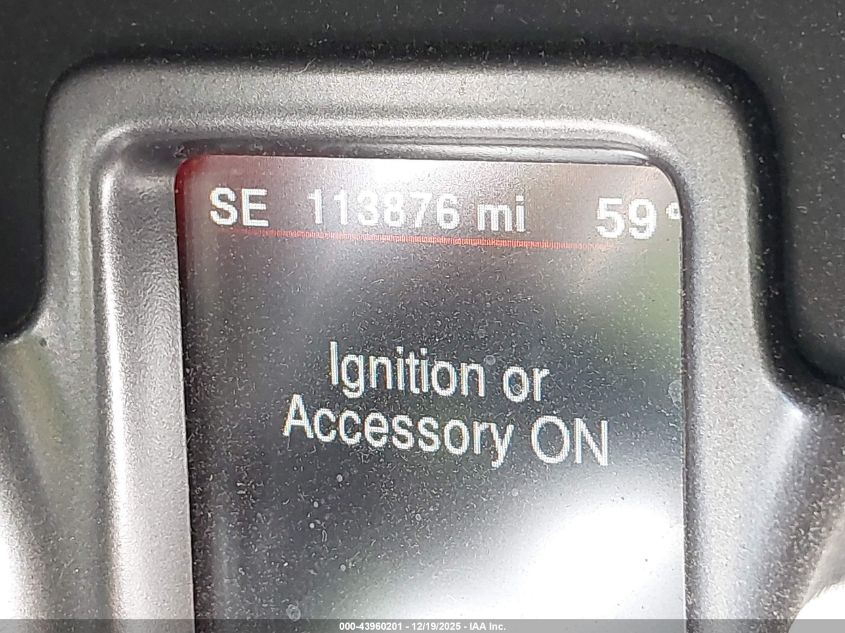 SE 113876 mi 59°
Ignition or
Accessory ON
000-43960201 - 12/19/2025 - IAA Inc.